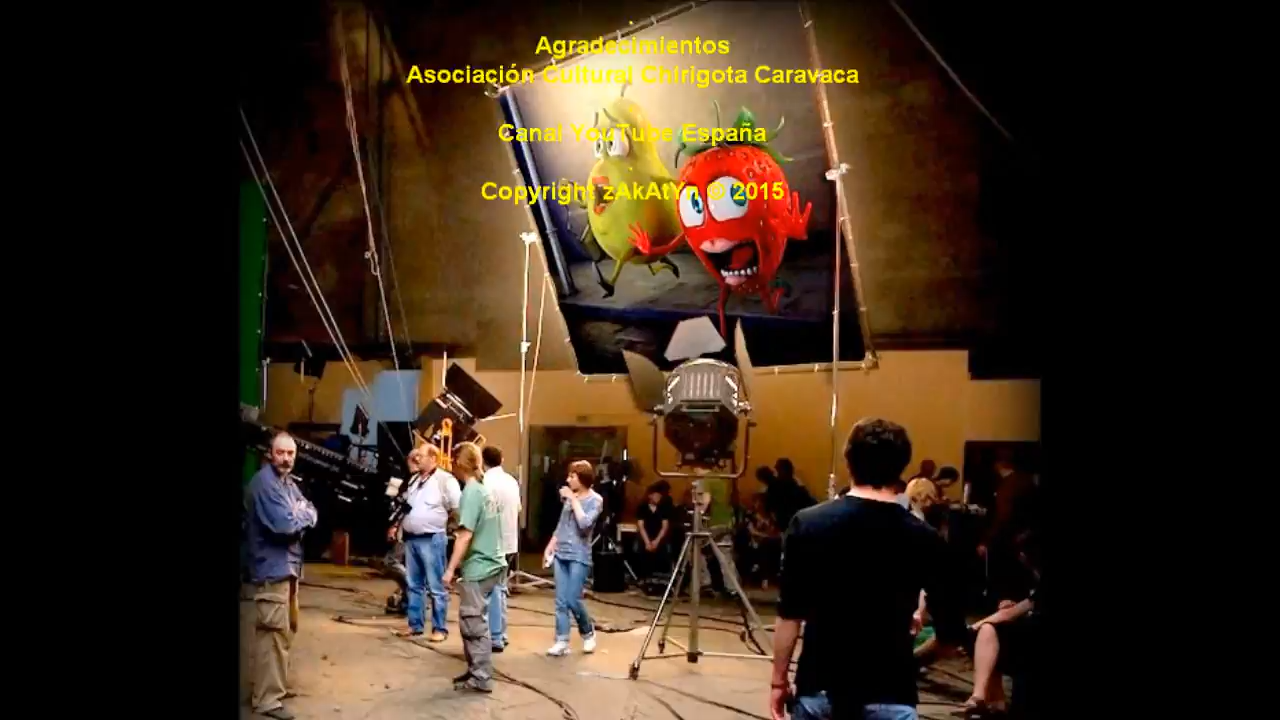 Agradecimientos
Asociación Cultural Chirigota Caravaca
Canal YouTube España
Copyright zAkAtYn © 2015